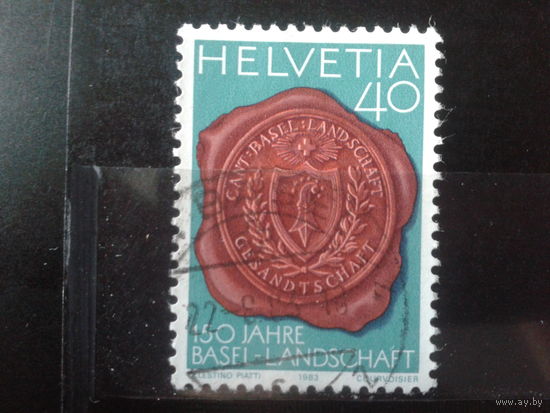 HELVETIA
40
CANT: BASEL-LANDSCHAFT
GESANDTSCHAFT
150 JAHRE
BASEL-LANDSCHAFT
CELESTINO PIATTI 1983 COURVOISIER
www.ay.by